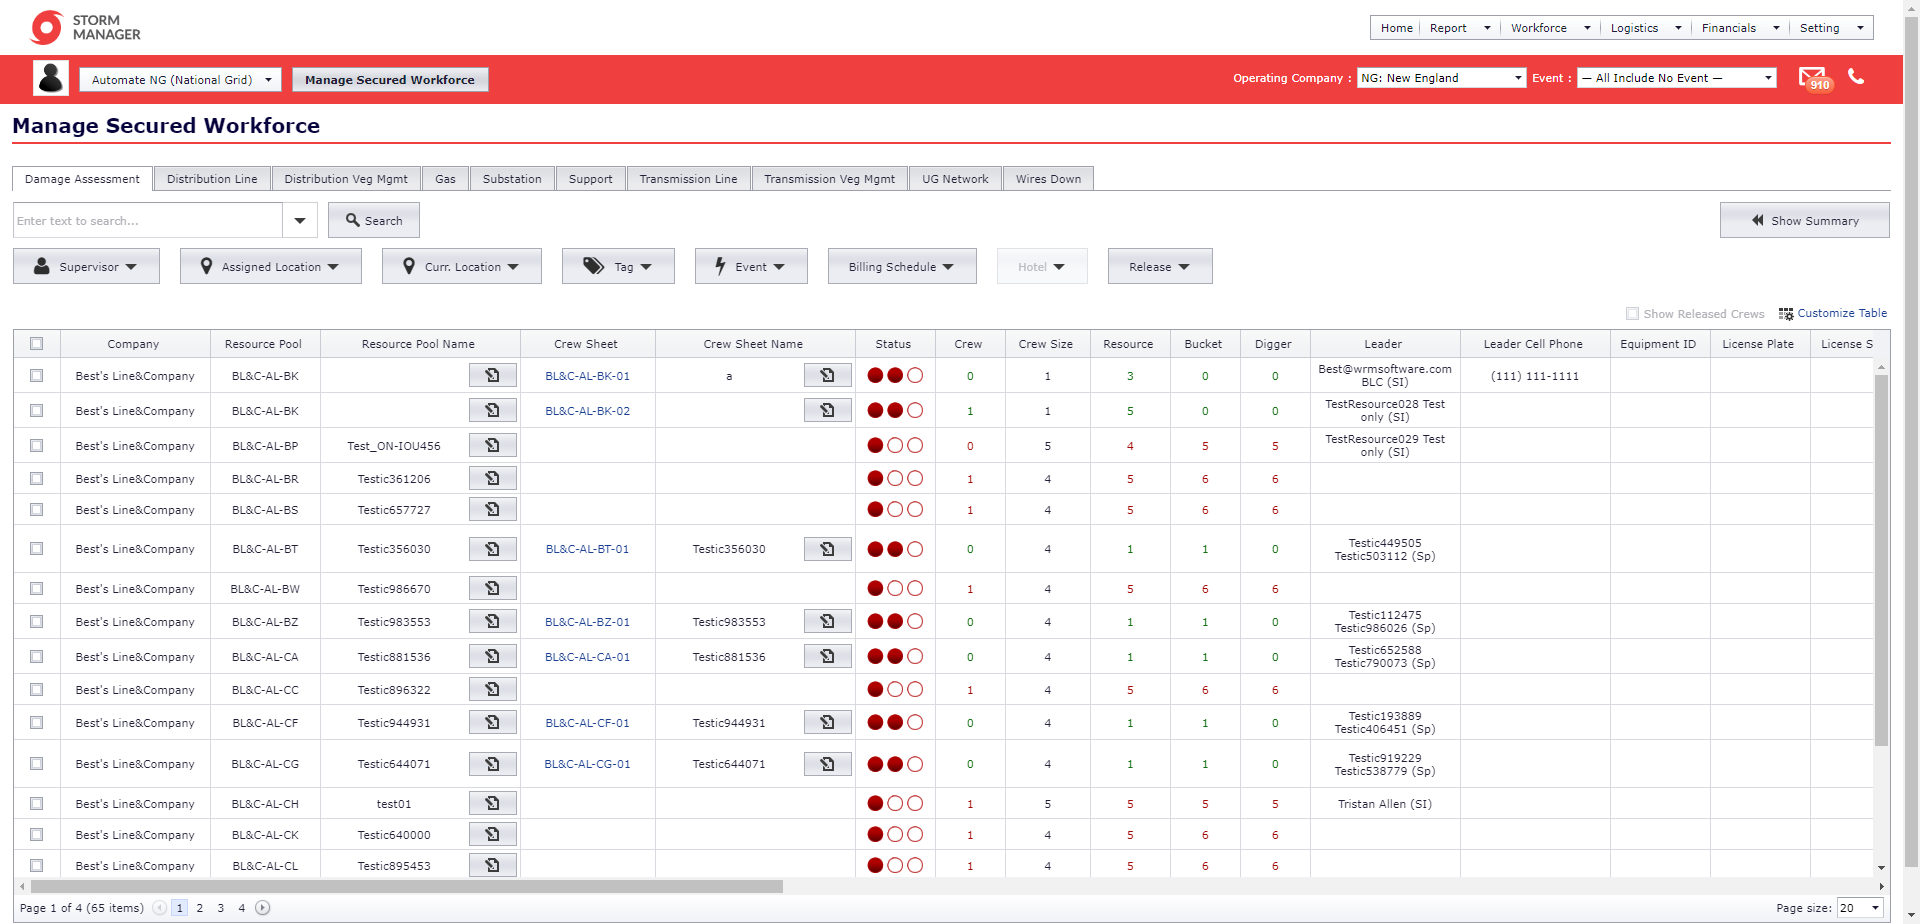 STORM
MANAGER
Home Report Workforce Logistics Financials Setting
Automate NG (National Grid) Manage Secured Workforce Operating Company : NG: New England Event : — All Include No Event — 910
Manage Secured Workforce
Damage Assessment Distribution Line Distribution Veg Mgmt Gas Substation Support Transmission Line Transmission Veg Mgmt UG Network Wires Down
Enter text to search... Search Show Summary
Supervisor Assigned Location Curr. Location Tag Event Billing Schedule Hotel Release
Show Released Crews Customize Table
Company Resource Pool Resource Pool Name Crew Sheet Crew Sheet Name Status Crew Crew Size Resource Bucket Digger Leader Leader Cell Phone Equipment ID License Plate License S
Best's Line&Company BL&C-AL-BK BL&C-AL-BK-01 a 0 1 3 0 0 Best@wrmsoftware.com (111) 111-1111
BLC (SI)
Best's Line&Company BL&C-AL-BK BL&C-AL-BK-02 1 1 5 0 0 TestResource028 Test
only (SI)
Best's Line&Company BL&C-AL-BP Test_ON-IOU456 0 5 4 5 5 TestResource029 Test
only (SI)
Best's Line&Company BL&C-AL-BR Testic361206 1 4 5 6 6
Best's Line&Company BL&C-AL-BS Testic657727 1 4 5 6 6
Best's Line&Company BL&C-AL-BT Testic356030 BL&C-AL-BT-01 Testic356030 0 4 1 1 0 Testic449505
Testic503112 (Sp)
Best's Line&Company BL&C-AL-BW Testic986670 1 4 5 6 6
Best's Line&Company BL&C-AL-BZ Testic983553 BL&C-AL-BZ-01 Testic983553 0 4 1 1 0 Testic112475
Testic986026 (Sp)
Best's Line&Company BL&C-AL-CA Testic881536 BL&C-AL-CA-01 Testic881536 0 4 1 1 0 Testic652588
Testic790073 (Sp)
Best's Line&Company BL&C-AL-CC Testic896322 1 4 5 6 6
Best's Line&Company BL&C-AL-CF Testic944931 BL&C-AL-CF-01 Testic944931 0 4 1 1 0 Testic193889
Testic406451 (Sp)
Best's Line&Company BL&C-AL-CG Testic644071 BL&C-AL-CG-01 Testic644071 0 4 1 1 0 Testic919229
Testic538779 (Sp)
Best's Line&Company BL&C-AL-CH test01 1 5 5 5 5 Tristan Allen (SI)
Best's Line&Company BL&C-AL-CK Testic640000 1 4 5 6 6
Best's Line&Company BL&C-AL-CL Testic895453 1 4 5 6 6
Page 1 of 4 (65 items) 1 2 3 4 Page size: 20